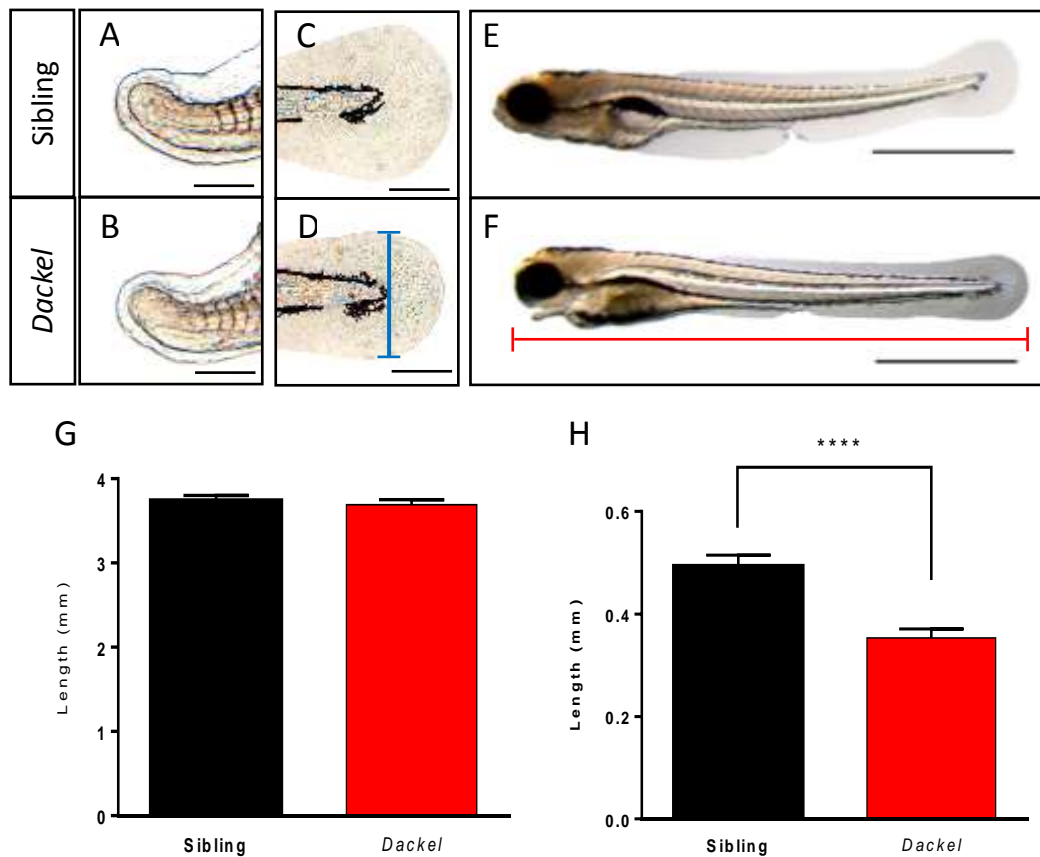 Sibling
A
C
E
Dackel
B
D
F
G
Length (mm)
4
3
2
1
0
Sibling
Dackel
H
****
Length (mm)
0.6
0.4
0.2
0.0
Sibling
Dackel